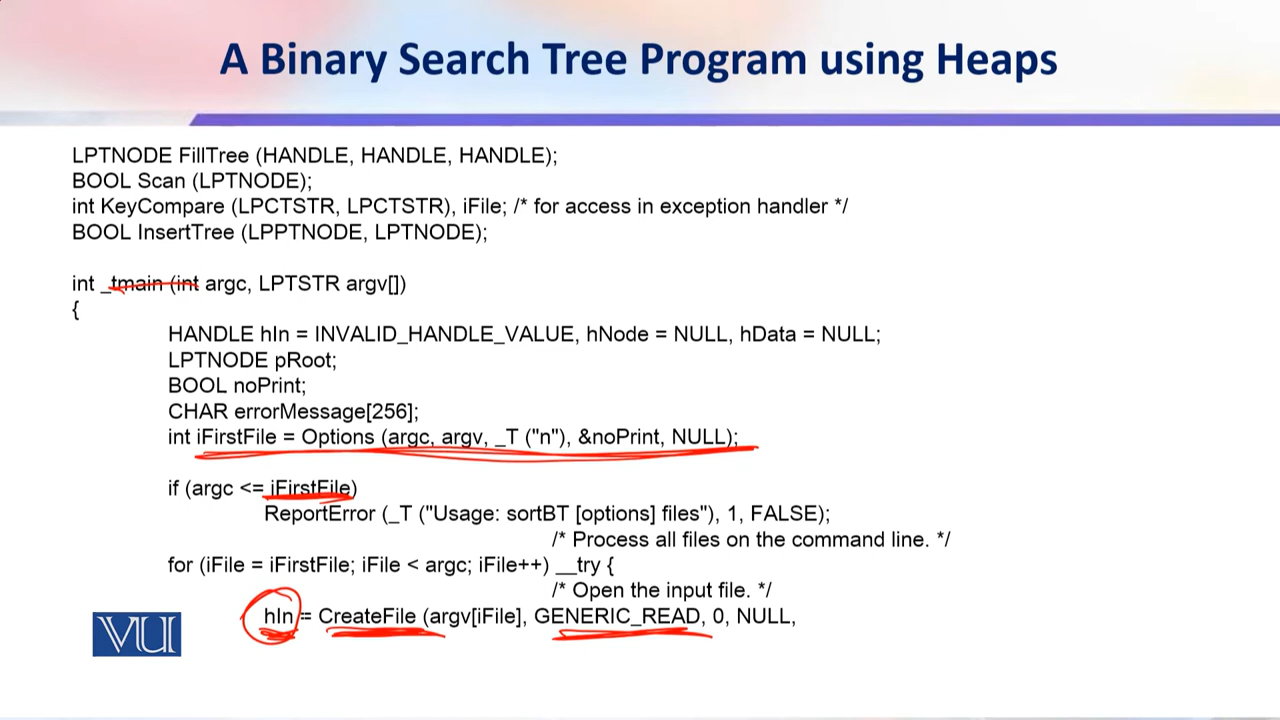 A Binary Search Tree Program using Heaps
LPTNODE FillTree (HANDLE, HANDLE, HANDLE);
BOOL Scan (LPTNODE);
int KeyCompare (LPCTSTR, LPCTSTR), iFile; /* for access in exception handler */
BOOL InsertTree (LPPTNODE, LPTNODE);
int _tmain (int argc, LPTSTR argv[])
{
HANDLE hIn = INVALID_HANDLE_VALUE, hNode = NULL, hData = NULL;
LPTNODE pRoot;
BOOL noPrint;
CHAR errorMessage[256];
int iFirstFile = Options (argc, argv, _T ("n"), &noPrint, NULL);
if (argc <= iFirstFile)
ReportError (_T ("Usage: sortBT [options] files"), 1, FALSE);
/* Process all files on the command line. */
for (iFile = iFirstFile; iFile < argc; iFile++) __try {
/* Open the input file. */
hIn = CreateFile (argv[iFile], GENERIC_READ, 0, NULL,
VU